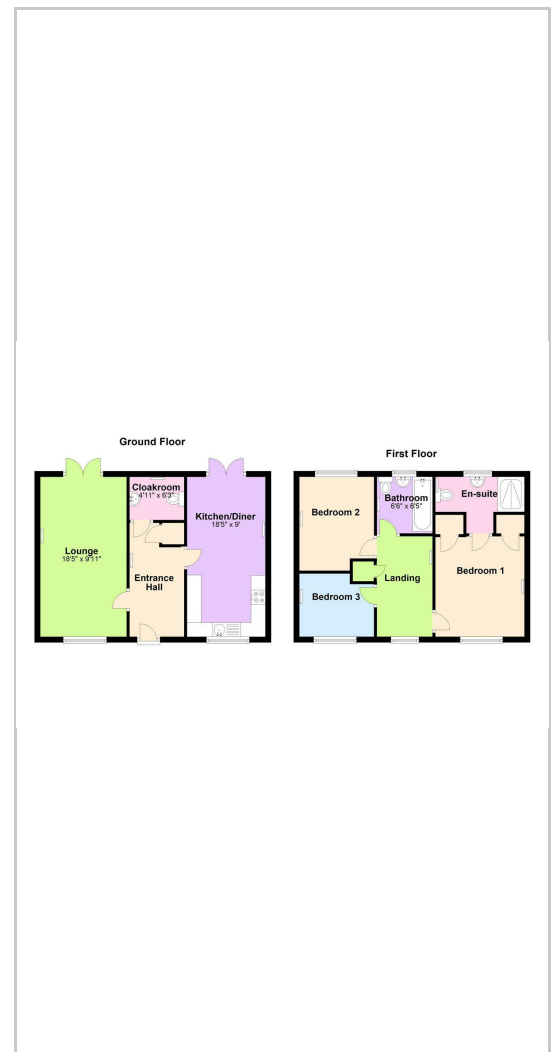 Ground Floor
Cloakroom
4'11" x 6'3"
Kitchen/Diner
18'5" x 9'
Lounge
18'5" x 9'11"
Entrance
Hall
First Floor
Bathroom
6'6" x 6'5"
En-suite
Bedroom 2
Landing
Bedroom 1
Bedroom 3